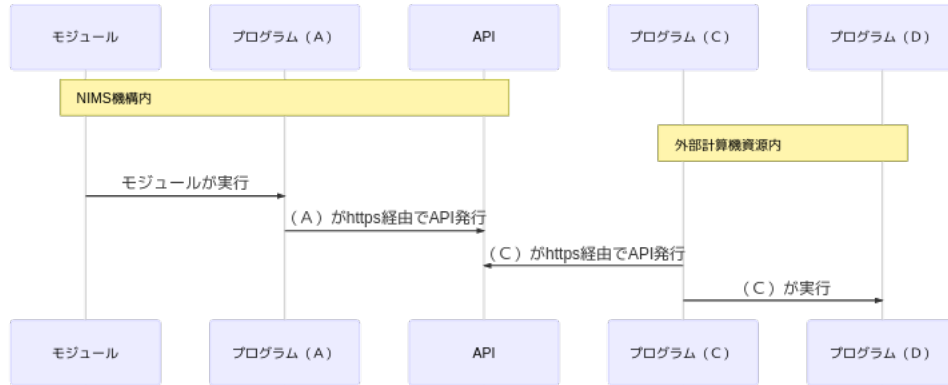 モジュール
プログラム（A）
API
プログラム（C）
プログラム（D）
NIMS機構内
外部計算機資源内
モジュールが実行
（A）がhttps経由でAPI発行
（C）がhttps経由でAPI発行
（C）が実行
モジュール
プログラム（A）
API
プログラム（C）
プログラム（D）